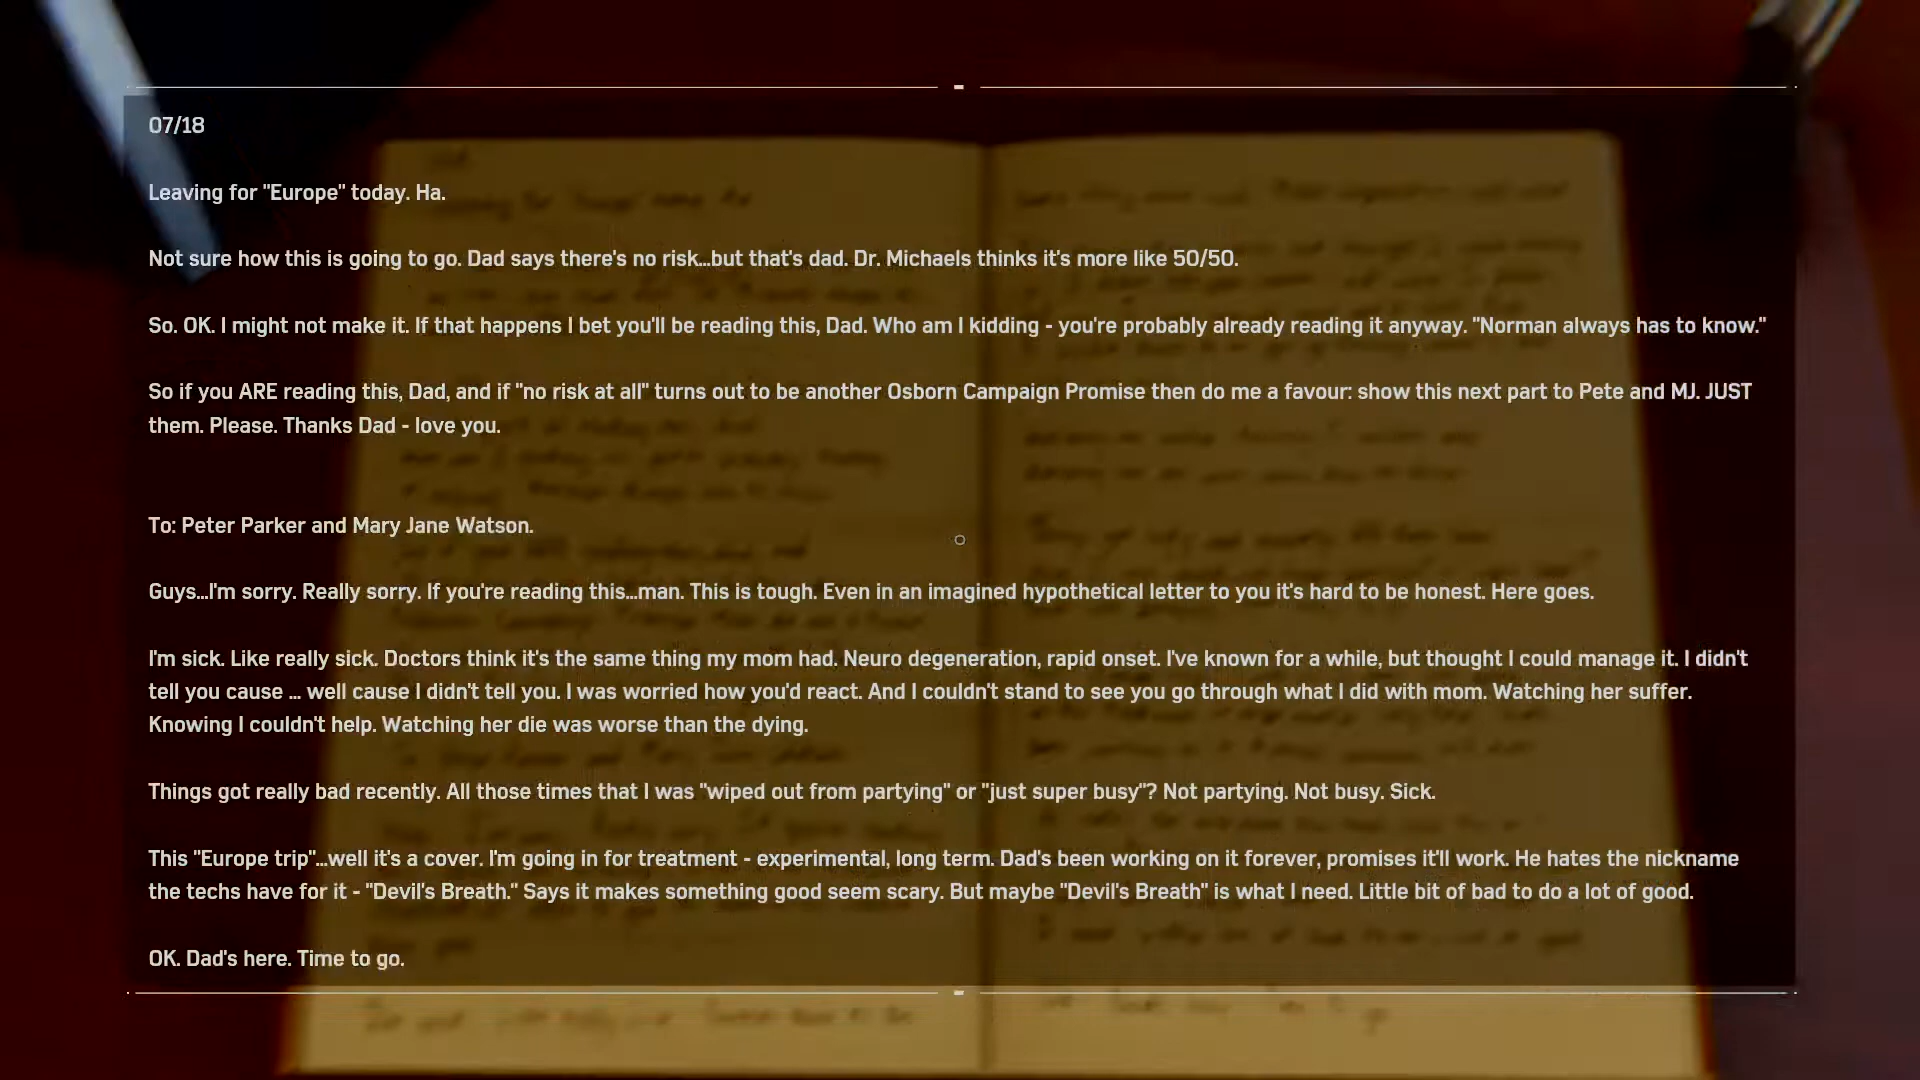 07/18
Leaving for "Europe" today. Ha.
Not sure how this is going to go. Dad says there's no risk...but that's dad. Dr. Michaels thinks it's more like 50/50.
So. OK. I might not make it. If that happens I bet you'll be reading this, Dad. Who am I kidding - you're probably already reading it anyway. "Norman always has to know."
So if you ARE reading this, Dad, and if "no risk at all" turns out to be another Osborn Campaign Promise then do me a favour: show this next part to Pete and MJ. JUST
them. Please. Thanks Dad - love you.
To: Peter Parker and Mary Jane Watson.
Guys...I'm sorry. Really sorry. If you're reading this...man. This is tough. Even in an imagined hypothetical letter to you it's hard to be honest. Here goes.
I'm sick. Like really sick. Doctors think it's the same thing my mom had. Neuro degeneration, rapid onset. I've known for a while, but thought I could manage it. I didn't
tell you cause ... well cause I didn't tell you. I was worried how you'd react. And I couldn't stand to see you go through what I did with mom. Watching her suffer.
Knowing I couldn't help. Watching her die was worse than the dying.
Things got really bad recently. All those times that I was "wiped out from partying" or "just super busy"? Not partying. Not busy. Sick.
This "Europe trip"...well it's a cover. I'm going in for treatment - experimental, long term. Dad's been working on it forever, promises it'll work. He hates the nickname
the techs have for it - "Devil's Breath." Says it makes something good seem scary. But maybe "Devil's Breath" is what I need. Little bit of bad to do a lot of good.
OK. Dad's here. Time to go.